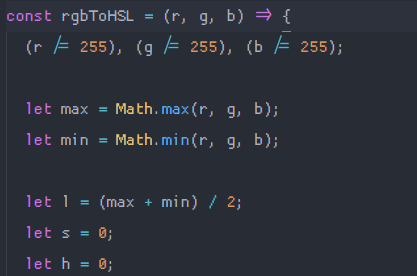 const rgbToHSL = (r, g, b) => {
(r /= 255), (g /= 255), (b /= 255);
let max = Math.max(r, g, b);
let min = Math.min(r, g, b);
let l = (max + min) / 2;
let s = 0;
let h = 0;